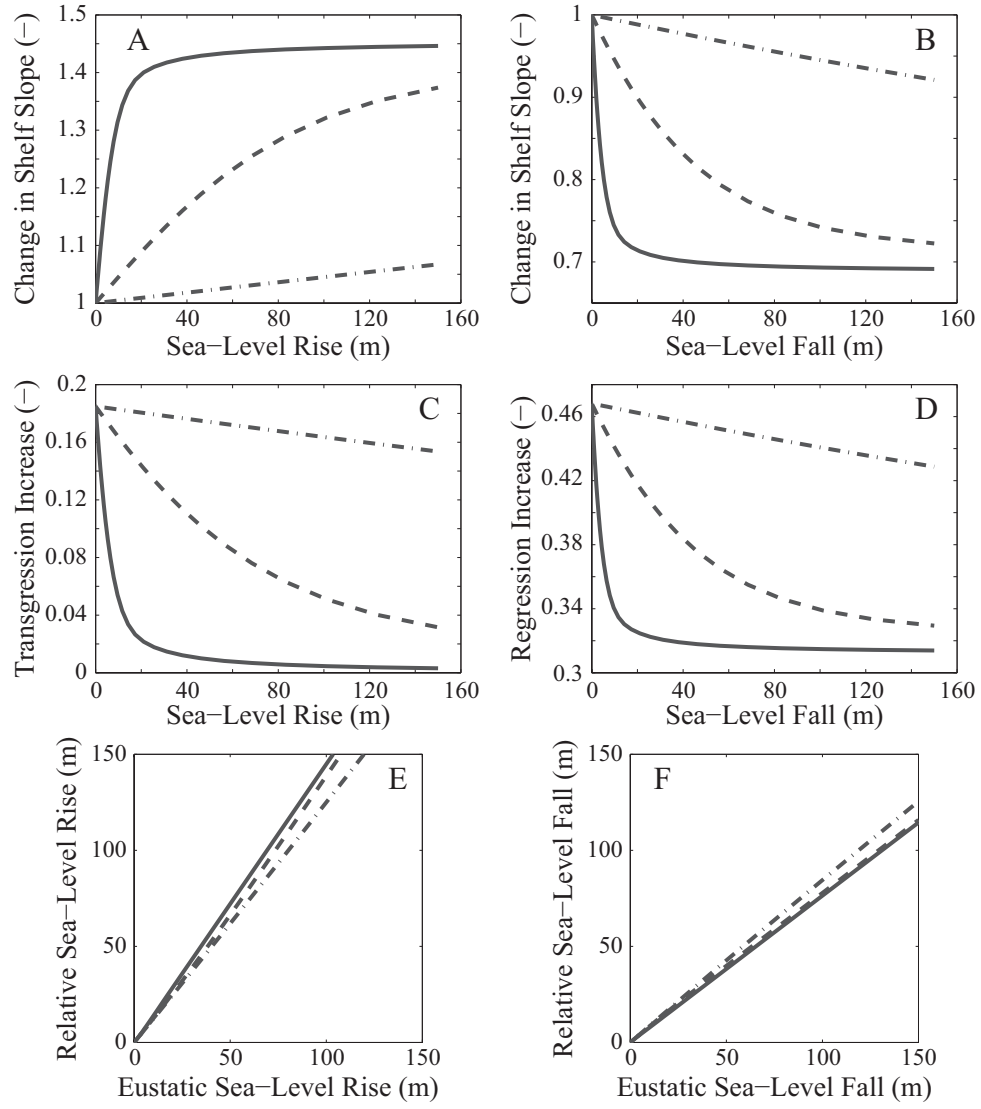 1.5
1.4
1.3
1.2
1.1
1
0 40 80 120 160
Change in Shelf Slope (−)
Sea−Level Rise (m)
A
1
0.9
0.8
0.7
0 40 80 120 160
Change in Shelf Slope (−)
Sea−Level Fall (m)
B
0.2
0.16
0.12
0.08
0.04
0
0 40 80 120 160
Transgression Increase (−)
Sea−Level Rise (m)
C
0.46
0.42
0.38
0.34
0.3
0 40 80 120 160
Regression Increase (−)
Sea−Level Fall (m)
D
150
100
50
0
0 50 100 150
Relative Sea−Level Rise (m)
Eustatic Sea−Level Rise (m)
E
150
100
50
0
0 50 100 150
Relative Sea−Level Fall (m)
Eustatic Sea−Level Fall (m)
F